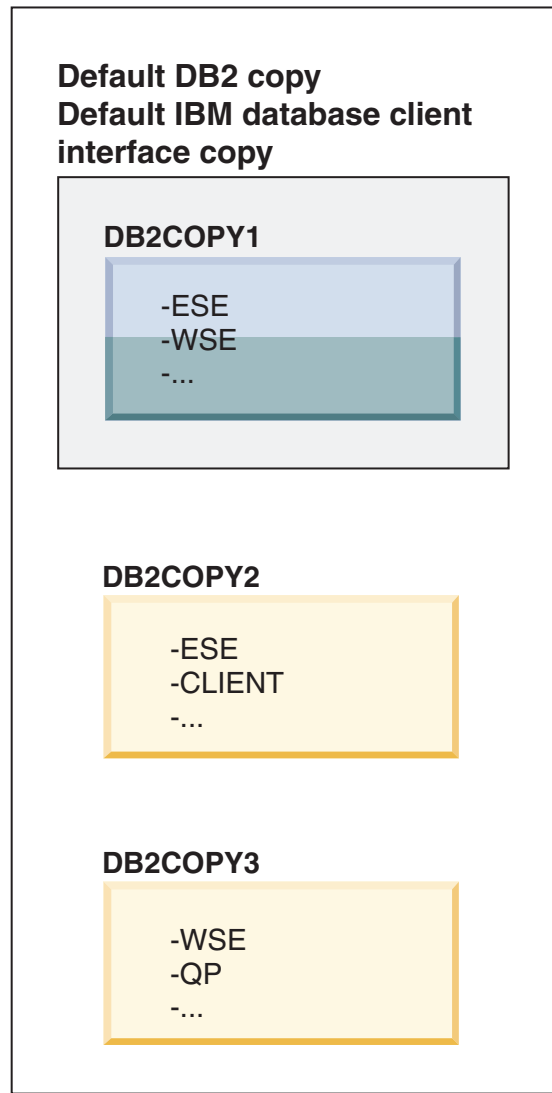 Default DB2 copy
Default IBM database client
interface copy
DB2COPY1
-ESE
-WSE
-...
DB2COPY2
-ESE
-CLIENT
-...
DB2COPY3
-WSE
-QP
-...